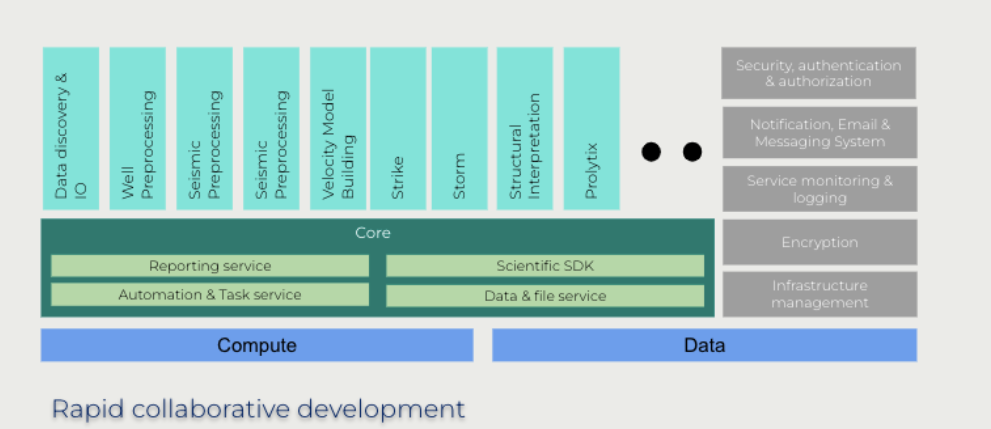 Data discovery &
IO
Well
Preprocessing
Seismic
Preprocessing
Seismic
Preprocessing
Velocity Model
Building
Strike
Storm
Structural
Interpretation
Prolytix
Security, authentication
& authorization
Notification, Email &
Messaging System
Service monitoring &
logging
Encryption
Infrastructure
management
Core
Reporting service
Scientific SDK
Automation & Task service
Data & file service
Compute
Data
Rapid collaborative development